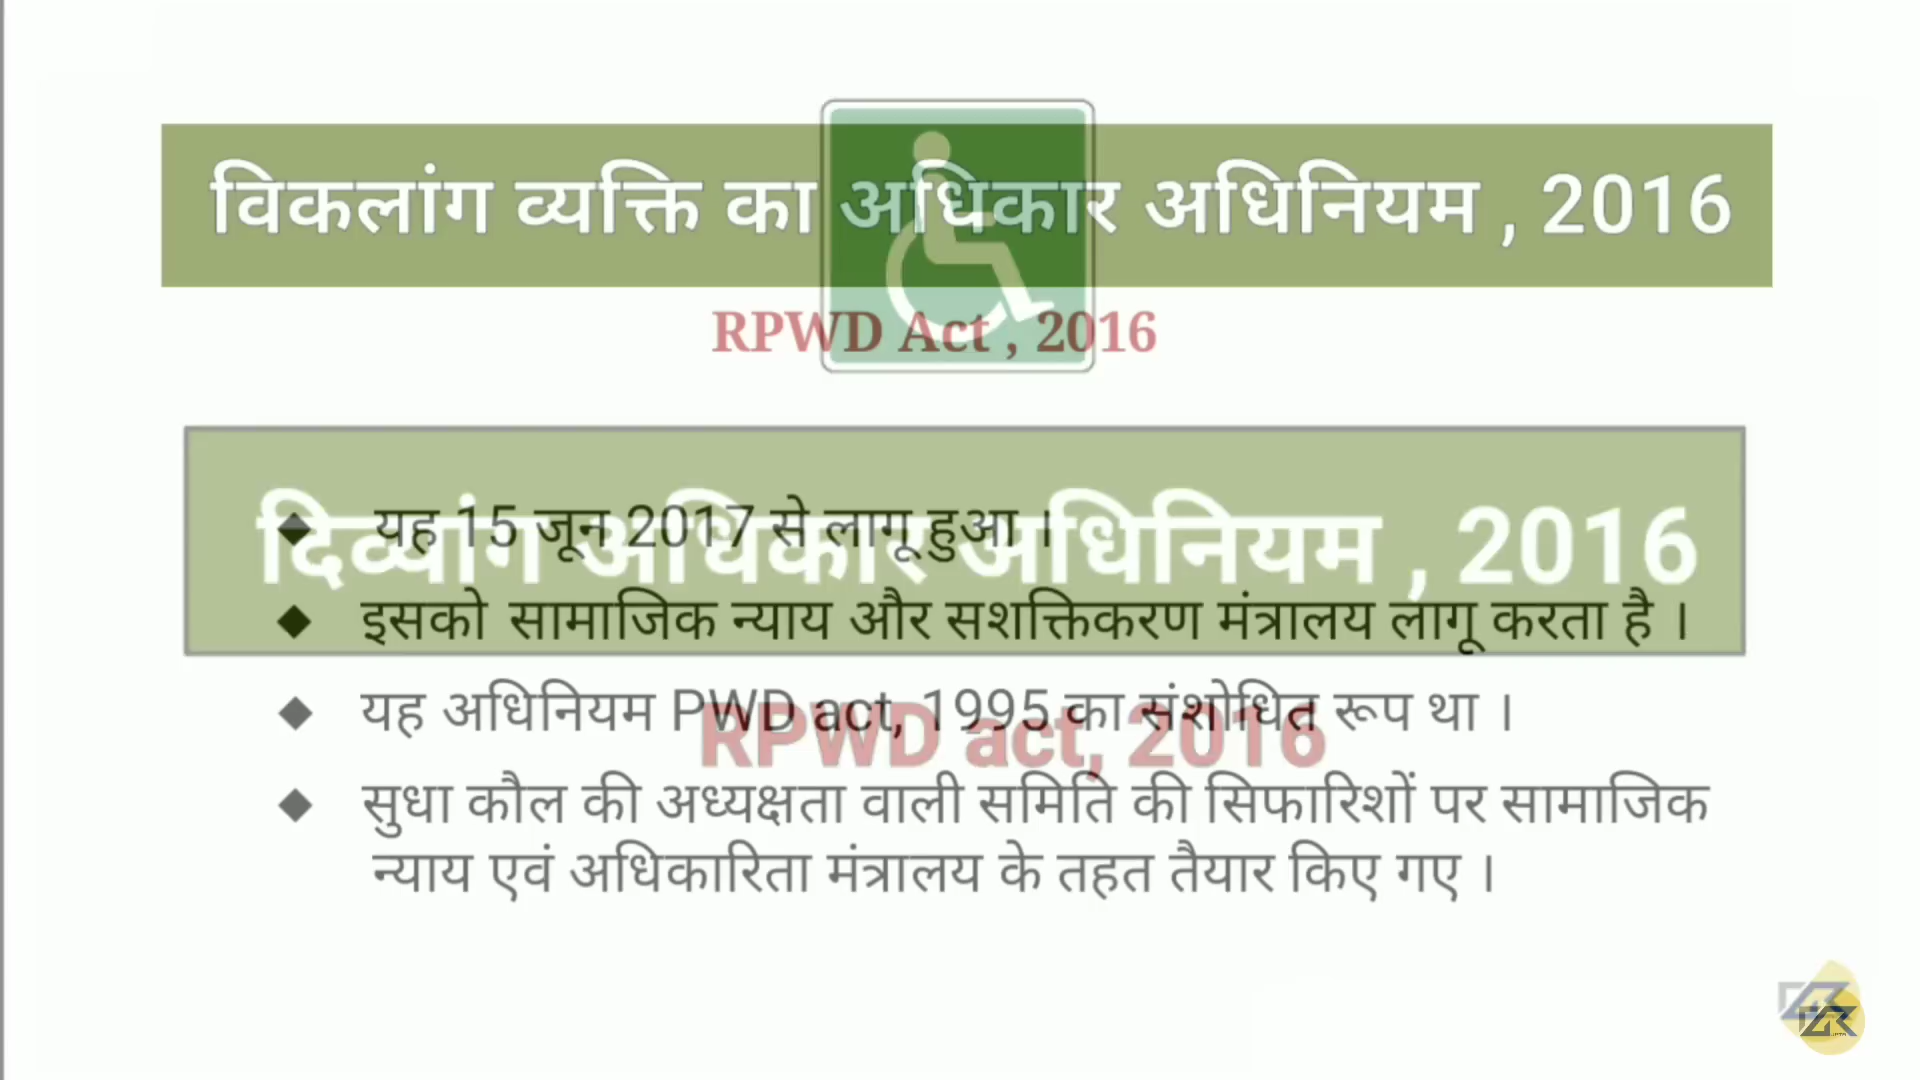 विकलांग व्यक्ति का अधिकार अधिनियम , 2016
RPWD Act , 2016
दिव्यांग अधिकार अधिनियम , 2016
◆ यह 15 जून 2017 से लागू हुआ ।
◆ इसको सामाजिक न्याय और सशक्तिकरण मंत्रालय लागू करता है ।
◆ यह अधिनियम PWD act, 1995 का संशोधित रूप था ।
RPWD act, 2016
◆ सुधा कौल की अध्यक्षता वाली समिति की सिफारिशों पर सामाजिक
न्याय एवं अधिकारिता मंत्रालय के तहत तैयार किए गए ।